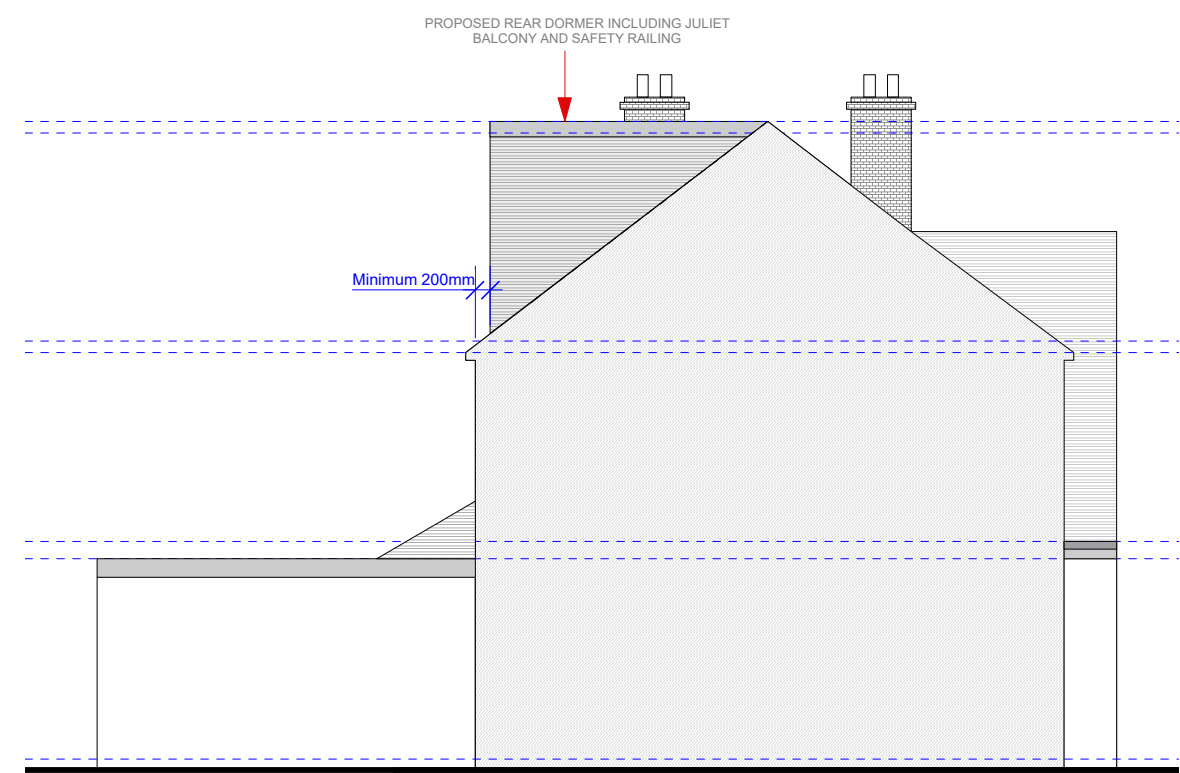 PROPOSED REAR DORMER INCLUDING JULIET
BALCONY AND SAFETY RAILING
Minimum 200mm